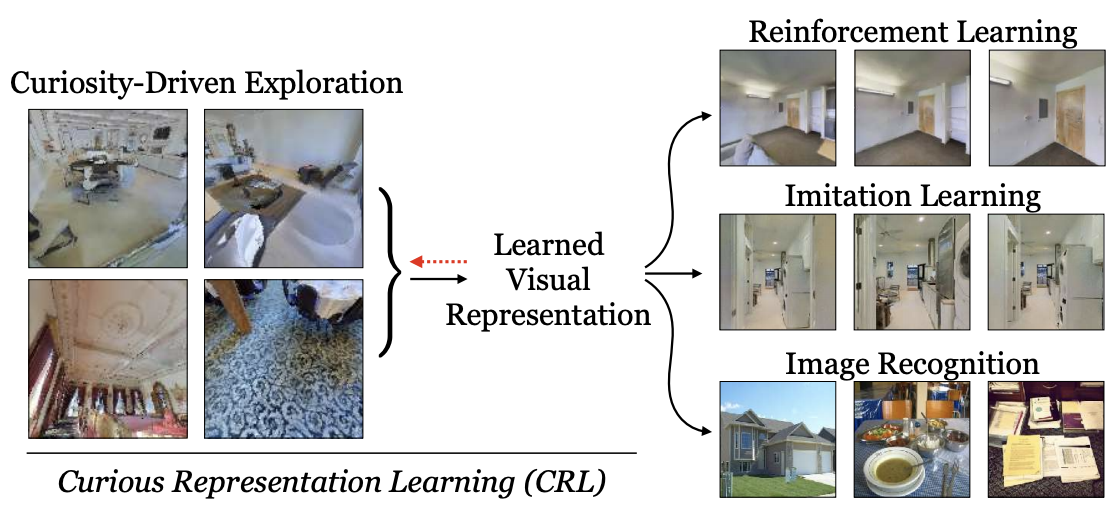 Curiosity-Driven Exploration
Learned
Visual
Representation
Curious Representation Learning (CRL)
Reinforcement Learning
Imitation Learning
Image Recognition